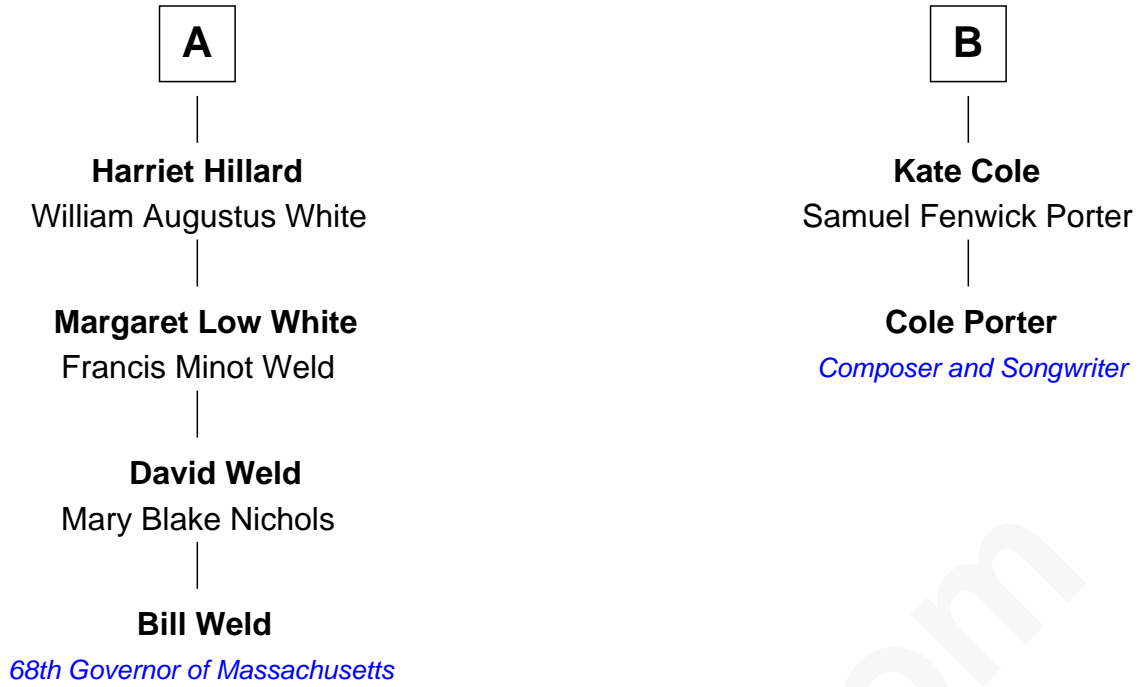 A
Harriet Hillard
William Augustus White
Margaret Low White
Francis Minot Weld
David Weld
Mary Blake Nichols
Bill Weld
68th Governor of Massachusetts
B
Kate Cole
Samuel Fenwick Porter
Cole Porter
Composer and Songwriter
om